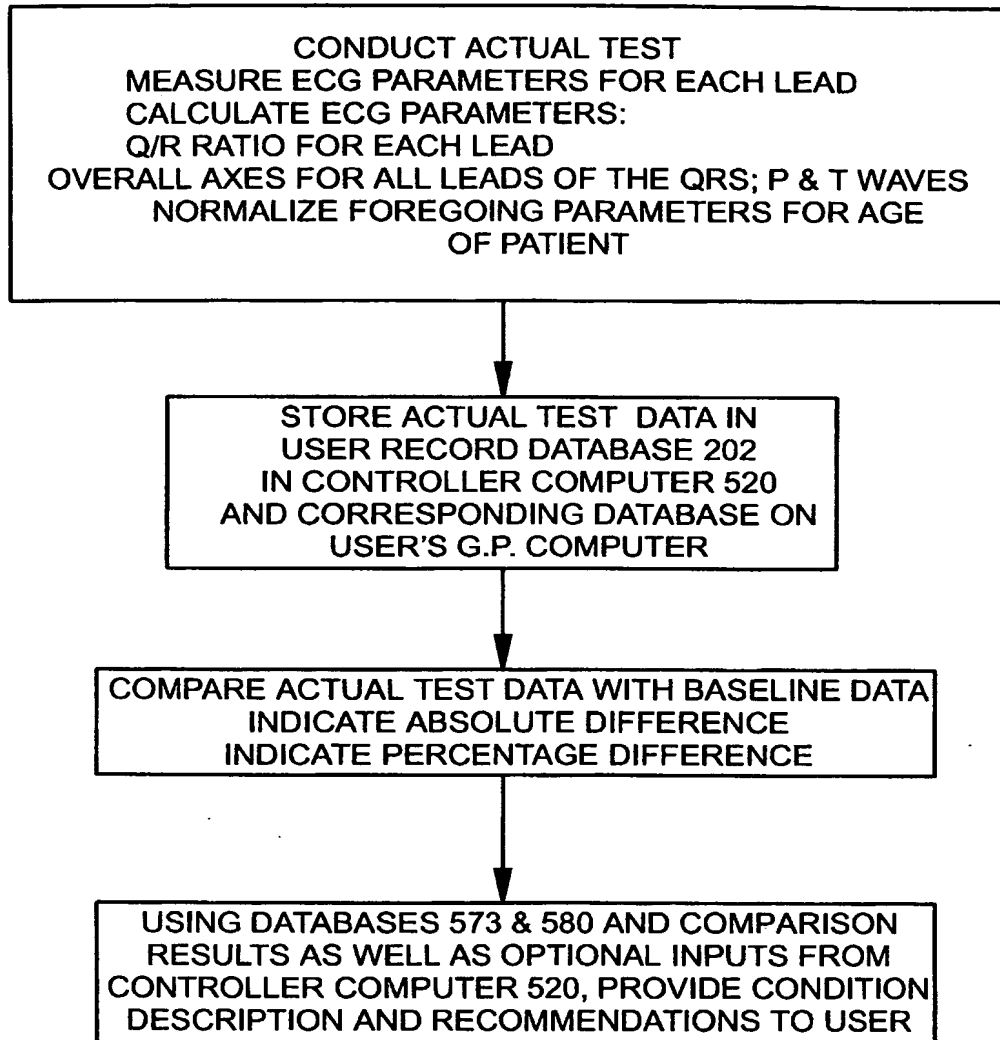 CONDUCT ACTUAL TEST
MEASURE ECG PARAMETERS FOR EACH LEAD
CALCULATE ECG PARAMETERS:
Q/R RATIO FOR EACH LEAD
OVERALL AXES FOR ALL LEADS OF THE QRS; P & T WAVES
NORMALIZE FOREGOING PARAMETERS FOR AGE
OF PATIENT
STORE ACTUAL TEST DATA IN
USER RECORD DATABASE 202
IN CONTROLLER COMPUTER 520
AND CORRESPONDING DATABASE ON
USER'S G.P. COMPUTER
COMPARE ACTUAL TEST DATA WITH BASELINE DATA
INDICATE ABSOLUTE DIFFERENCE
INDICATE PERCENTAGE DIFFERENCE
USING DATABASES 573 & 580 AND COMPARISON
RESULTS AS WELL AS OPTIONAL INPUTS FROM
CONTROLLER COMPUTER 520, PROVIDE CONDITION
DESCRIPTION AND RECOMMENDATIONS TO USER